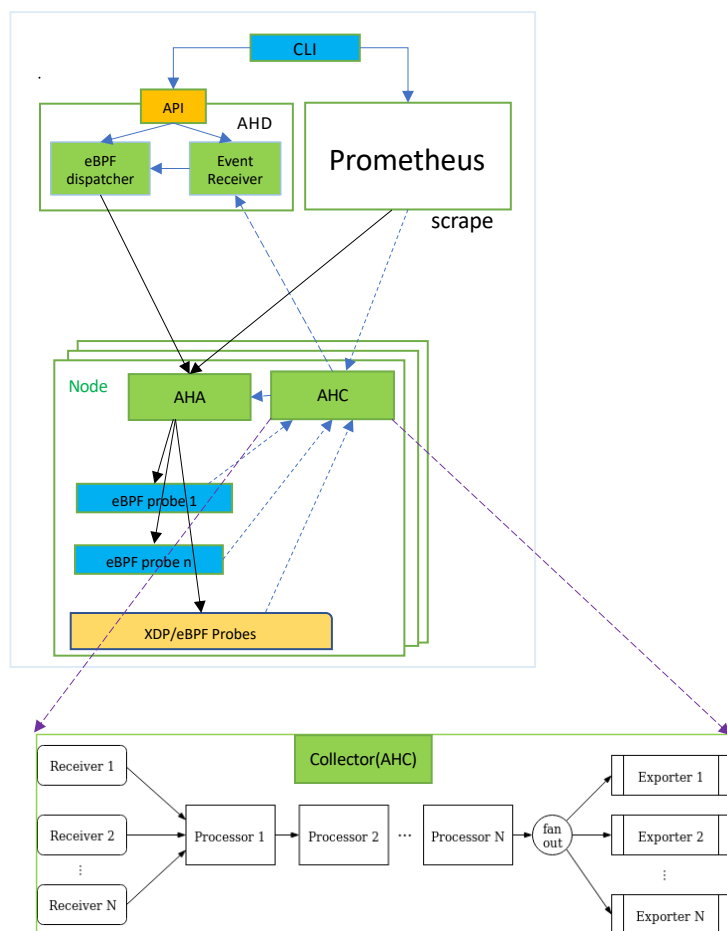 CLI
.
API
AHD
eBPF
dispatcher
Event
Receiver
Prometheus
scrape
Node
AHA
AHC
eBPF probe 1
eBPF probe n
XDP/eBPF Probes
Collector(AHC)
Receiver 1
Receiver 2
⋮
Receiver N
Processor 1
Processor 2
...
Processor N
fan
out
Exporter 1
Exporter 2
⋮
Exporter N